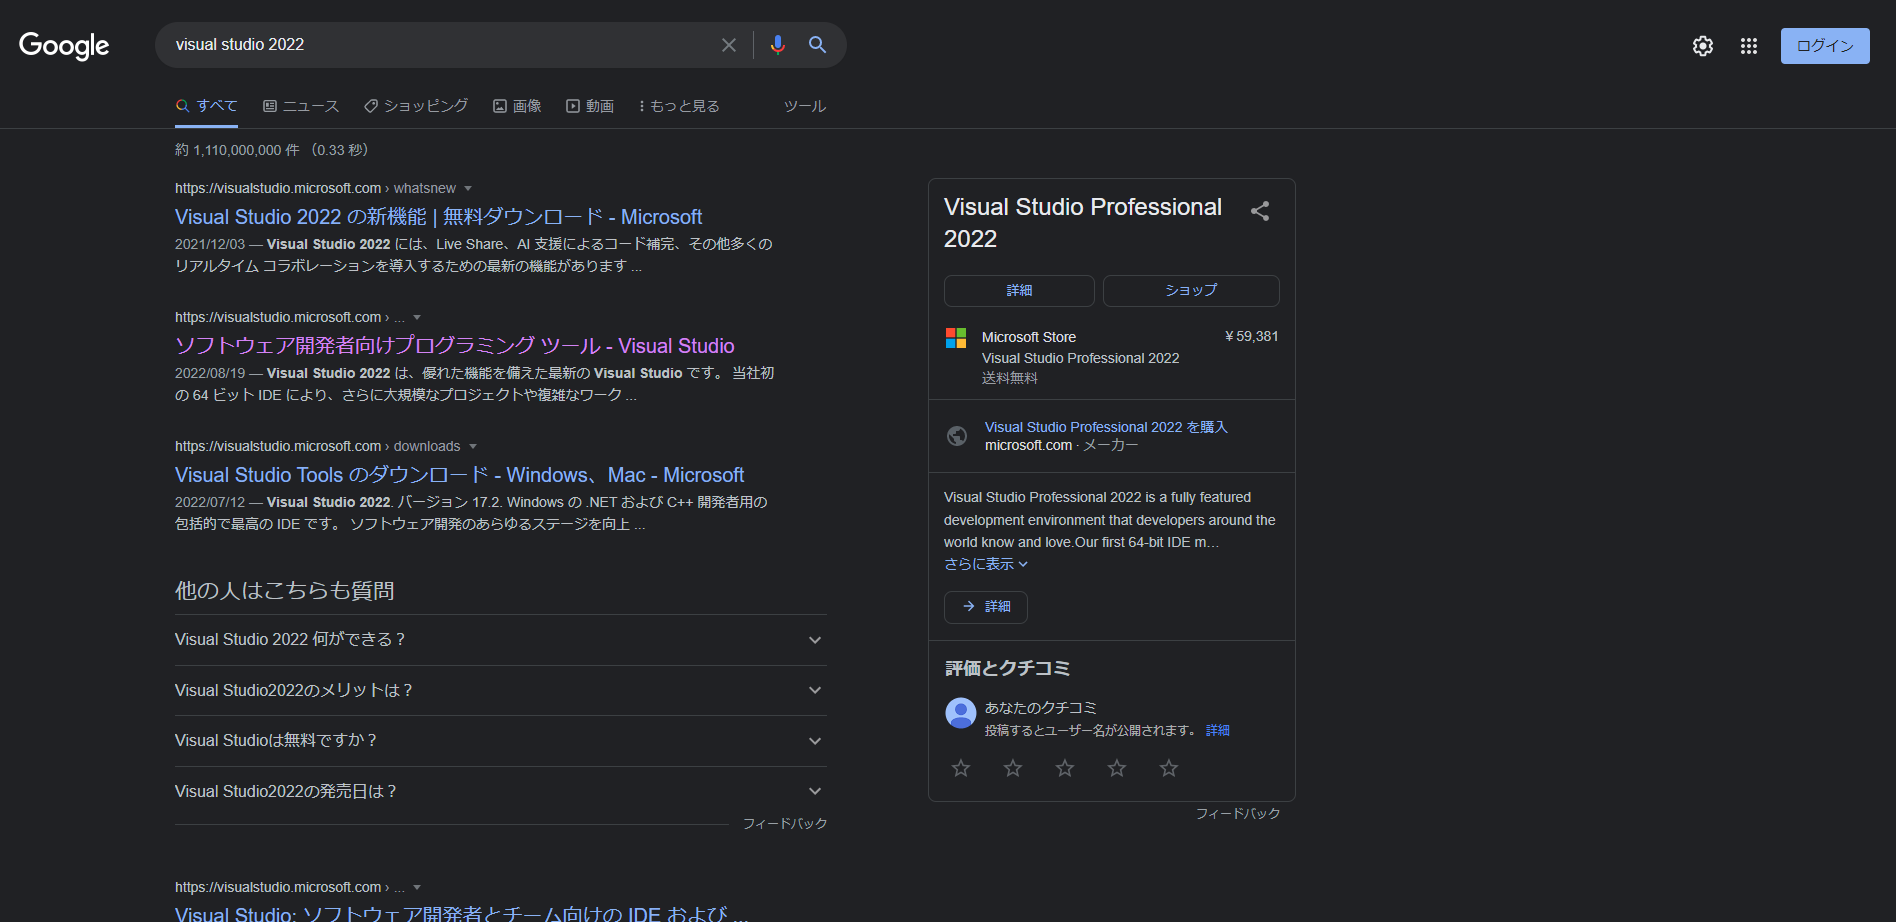 Google
visual studio 2022
ログイン
すべて
ニュース
ショッピング
画像
動画
もっと見る
ツール
約 1,110,000,000 件 （0.33 秒）
https://visualstudio.microsoft.com › whatsnew
Visual Studio 2022 の新機能 | 無料ダウンロード - Microsoft
2021/12/03 — Visual Studio 2022 には、Live Share、AI 支援によるコード補完、その他多くの
リアルタイム コラボレーションを導入するための最新の機能があります ...
https://visualstudio.microsoft.com › ...
ソフトウェア開発者向けプログラミング ツール - Visual Studio
2022/08/19 — Visual Studio 2022 は、優れた機能を備えた最新の Visual Studio です。 当社初
の 64 ビット IDE により、さらに大規模なプロジェクトや複雑なワーク ...
https://visualstudio.microsoft.com › downloads
Visual Studio Tools のダウンロード - Windows、Mac - Microsoft
2022/07/12 — Visual Studio 2022. バージョン 17.2. Windows の .NET および C++ 開発者用の
包括的で最高の IDE です。 ソフトウェア開発のあらゆるステージを向上 ...
他の人はこちらも質問
Visual Studio 2022 何ができる？
Visual Studio2022のメリットは？
Visual Studioは無料ですか？
Visual Studio2022の発売日は？
フィードバック
https://visualstudio.microsoft.com › ...
Visual Studio: ソフトウェア開発者とチーム向けの IDE および ...
Visual Studio Professional
2022
詳細
ショップ
Microsoft Store
¥ 59,381
Visual Studio Professional 2022
送料無料
Visual Studio Professional 2022 を購入
microsoft.com · メーカー
Visual Studio Professional 2022 is a fully featured
development environment that developers around the
world know and love.Our first 64-bit IDE m…
さらに表示
詳細
評価とクチコミ
あなたのクチコミ
投稿するとユーザー名が公開されます。 詳細
フィードバック